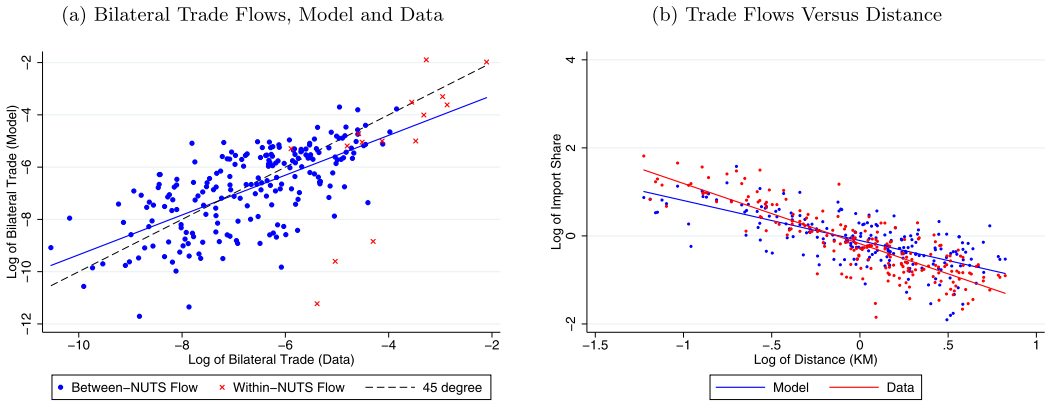 (a) Bilateral Trade Flows, Model and Data
Log of Bilateral Trade (Model)
−2
−4
−6
−8
−10
−12
−10
−8
−6
−4
−2
Log of Bilateral Trade (Data)
Between−NUTS Flow
Within−NUTS Flow
45 degree
(b) Trade Flows Versus Distance
Log of Import Share
4
2
0
−2
−1.5
−1
−.5
0
.5
1
Log of Distance (KM)
Model
Data